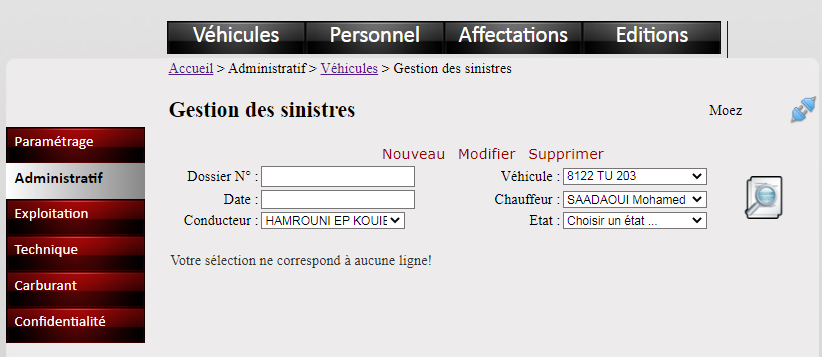 Véhicules Personnel Affectations Editions
Accueil > Administratif > Véhicules > Gestion des sinistres
Gestion des sinistres
Moez
Paramétrage
Administratif
Exploitation
Technique
Carburant
Confidentialité
Nouveau Modifier Supprimer
Dossier N° :
Véhicule : 8122 TU 203
Date :
Chauffeur : SAADAOUI Mohamed
Conducteur : HAMROUNI EP KOUIE
Etat : Choisir un état ...
Votre sélection ne correspond à aucune ligne!